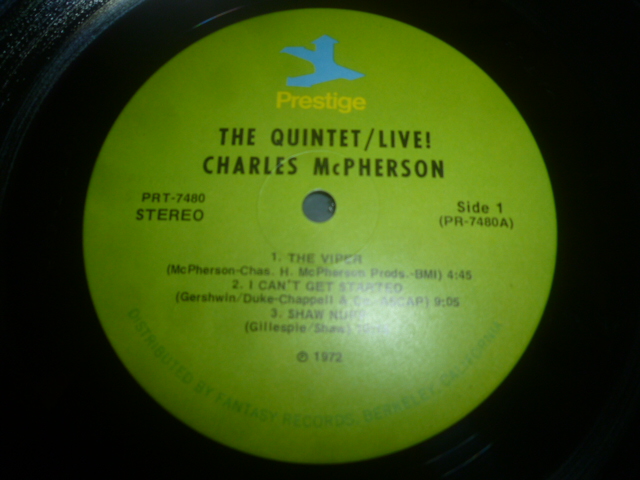 Prestige
THE QUINTET/LIVE!
CHARLES McPHERSON
PRT-7480
STEREO
Side 1
(PR-7480A)
1. THE VIPER
(McPherson-Chas. H. McPherson Prods.-BMI) 4:45
2. I CAN'T GET STARTED
(Gershwin/Duke-Chappell & Co. ASCAP) 9:05
3. SHAW NUFF
(Gillespie/Shaw)
℗ 1972
DISTRIBUTED BY FANTASY RECORDS, BERKELEY, CALIFORNIA